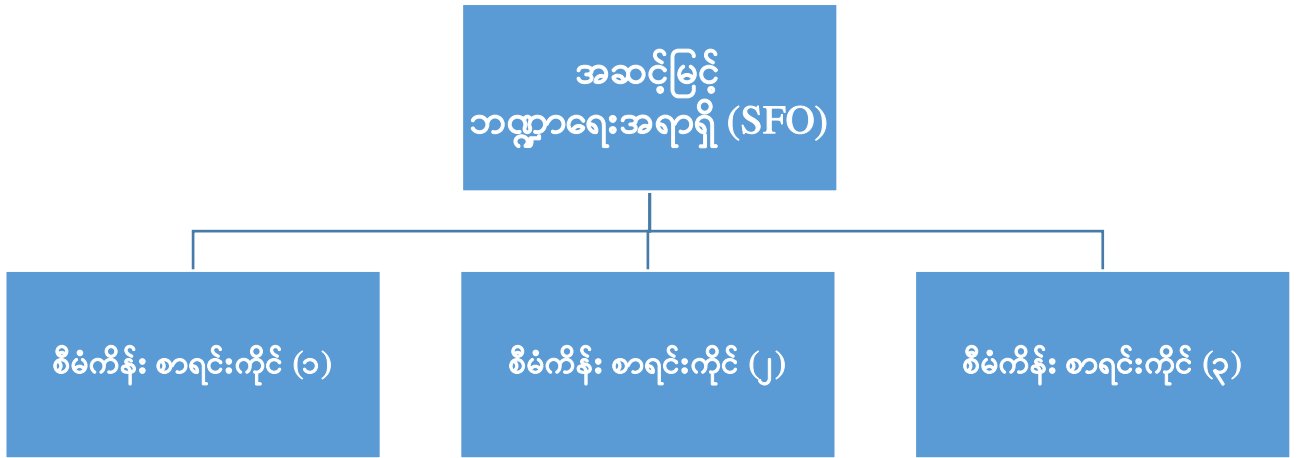 အဆင့်မြင့်
ဘဏ္ဍာရေးအရာရှိ (SFO)
စီမံကိန်း စာရင်းကိုင် (၁)
စီမံကိန်း စာရင်းကိုင် (၂)
စီမံကိန်း စာရင်းကိုင် (၃)